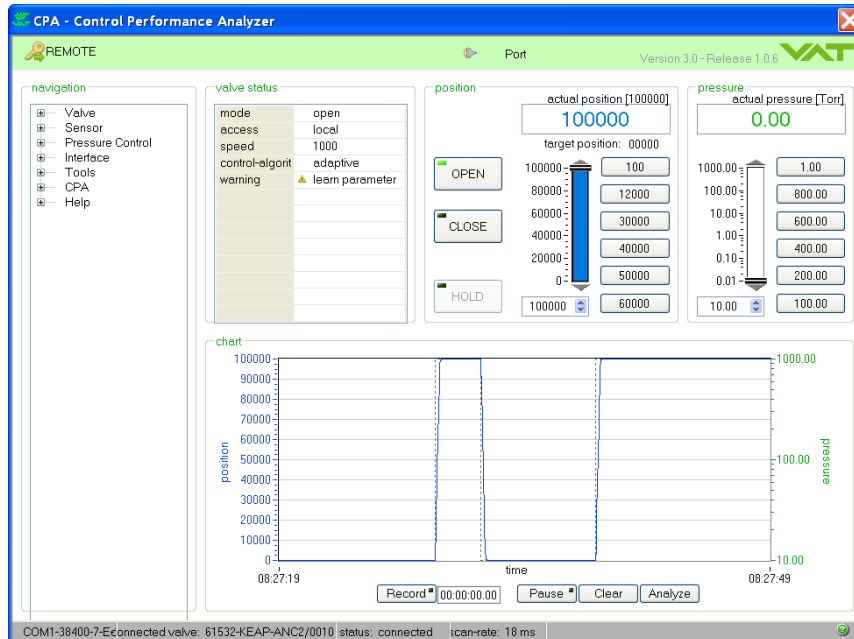 CPA - Control Performance Analyzer
REMOTE
Port
Version 3.0 - Release 1.0.6
VAT
navigation
Valve
Sensor
Pressure Control
Interface
Tools
CPA
Help
valve status
mode open
access local
speed 1000
control-algorit adaptive
warning learn parameter
position
actual position [100000]
100000
target position: 00000
OPEN
CLOSE
HOLD
100000
80000
60000
40000
20000
0
100000
100
12000
30000
40000
50000
60000
pressure
actual pressure [Torr]
0.00
1000.00
100.00
10.00
1.00
0.10
0.01
10.00
1.00
800.00
600.00
400.00
200.00
100.00
chart
100000
90000
80000
70000
60000
50000
40000
30000
20000
10000
0
position
1000.00
100.00
10.00
pressure
time
08:27:19
08:27:49
Record 00:00:00.00 Pause Clear Analyze
COM1-38400-7-E connected valve: 61532-KEAP-ANC2/0010 status: connected scan-rate: 18 ms